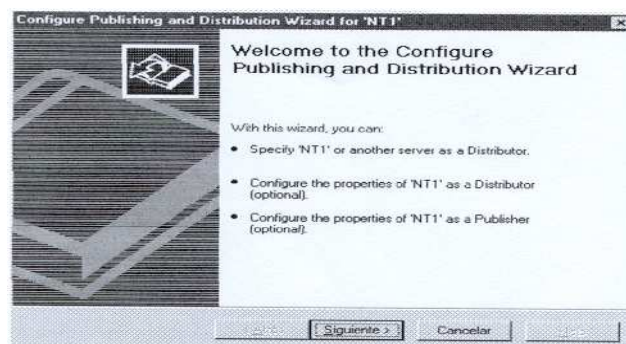 Configure Publishing and Distribution Wizard for 'NT1'
Welcome to the Configure
Publishing and Distribution Wizard
With this wizard, you can:
• Specify 'NT1' or another server as a Distributor.
• Configure the properties of 'NT1' as a Distributor
(optional).
• Configure the properties of 'NT1' as a Publisher
(optional).
Siguiente > Cancelar